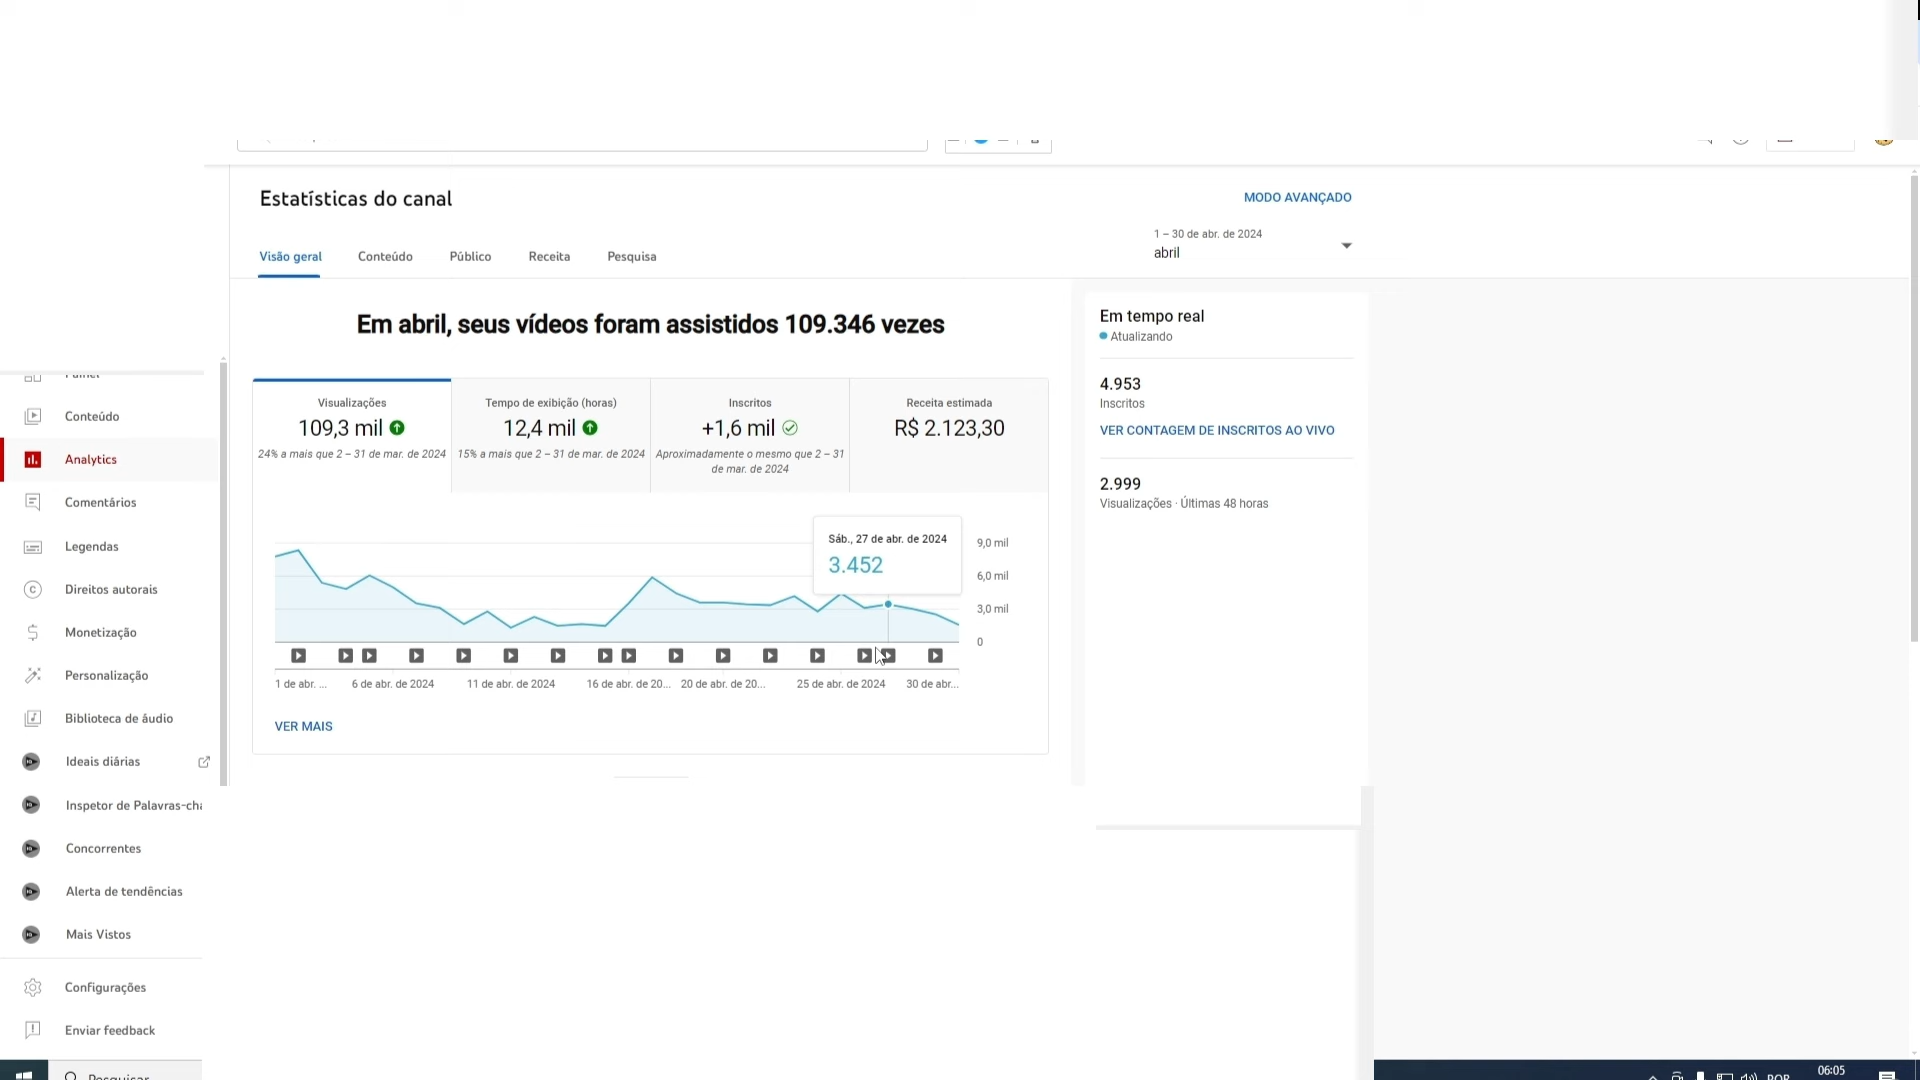 Estatísticas do canal
MODO AVANÇADO
1 – 30 de abr. de 2024
abril
Visão geral
Conteúdo
Público
Receita
Pesquisa
Em abril, seus vídeos foram assistidos 109.346 vezes
Visualizações
109,3 mil
24% a mais que 2 – 31 de mar. de 2024
Tempo de exibição (horas)
12,4 mil
15% a mais que 2 – 31 de mar. de 2024
Inscritos
+1,6 mil
Aproximadamente o mesmo que 2 – 31
de mar. de 2024
Receita estimada
R$ 2.123,30
Sáb., 27 de abr. de 2024
3.452
9,0 mil
6,0 mil
3,0 mil
0
1 de abr. ...
6 de abr. de 2024
11 de abr. de 2024
16 de abr. de 20...
20 de abr. de 20...
25 de abr. de 2024
30 de abr...
VER MAIS
Em tempo real
Atualizando
4.953
Inscritos
VER CONTAGEM DE INSCRITOS AO VIVO
2.999
Visualizações · Últimas 48 horas
Painel
Conteúdo
Analytics
Comentários
Legendas
Direitos autorais
Monetização
Personalização
Biblioteca de áudio
Ideais diárias
Inspetor de Palavras-cha
Concorrentes
Alerta de tendências
Mais Vistos
Configurações
Enviar feedback
Pesquisar
POR
06:05